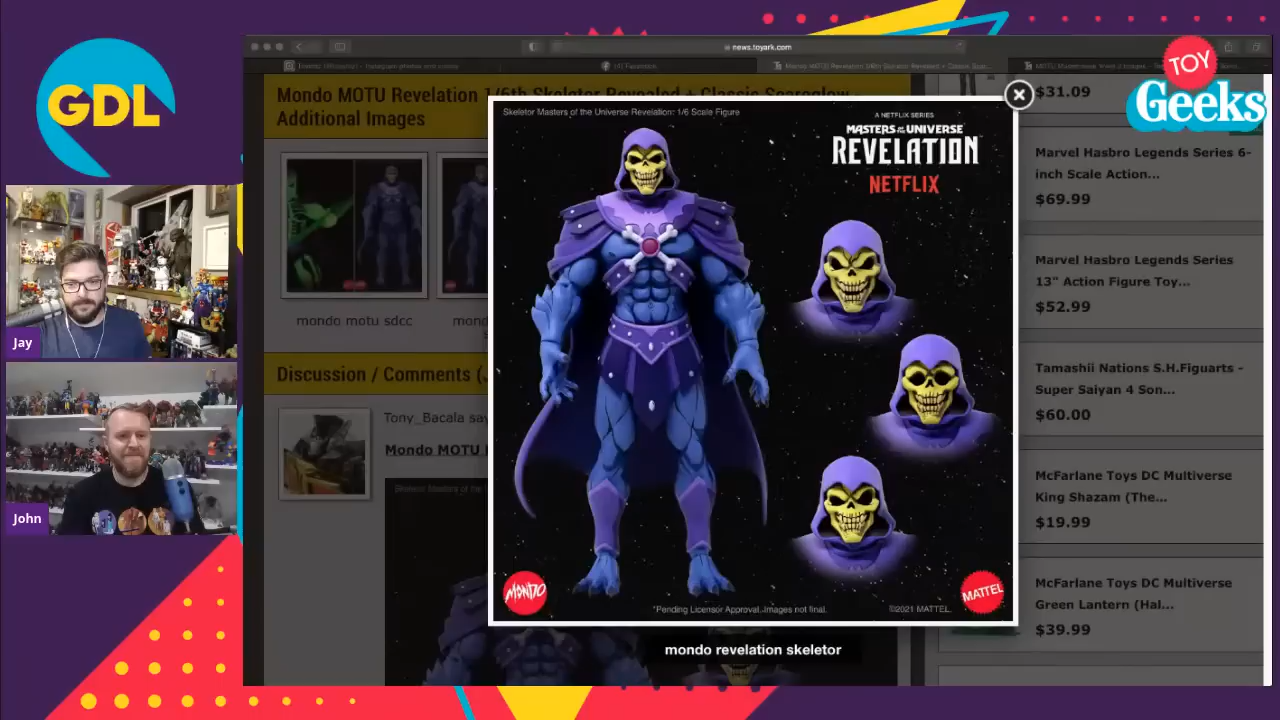 GDL
Jay
John
news.toyark.com
TOY
Geeks
Mondo MOTU Revelation 1/6th Skeletor Revealed + Classic Scareglow -
Additional Images
mondo motu sdcc
mond
Discussion / Comments (
Tony_Bacala say
Mondo MOTU
Skeletor Masters of the Universe Revelation: 1/6 Scale Figure
A NETFLIX SERIES
MASTERS OF THE UNIVERSE
REVELATION
NETFLIX
MONDO
*Pending Licensor Approval. Images not final.
©2021 MATTEL.
MATTEL
mondo revelation skeletor
$31.09
Marvel Hasbro Legends Series 6-
inch Scale Action...
$69.99
Marvel Hasbro Legends Series
13" Action Figure Toy...
$52.99
Tamashii Nations S.H.Figuarts -
Super Saiyan 4 Son...
$60.00
McFarlane Toys DC Multiverse
King Shazam (The...
$19.99
McFarlane Toys DC Multiverse
Green Lantern (Hal...
$39.99